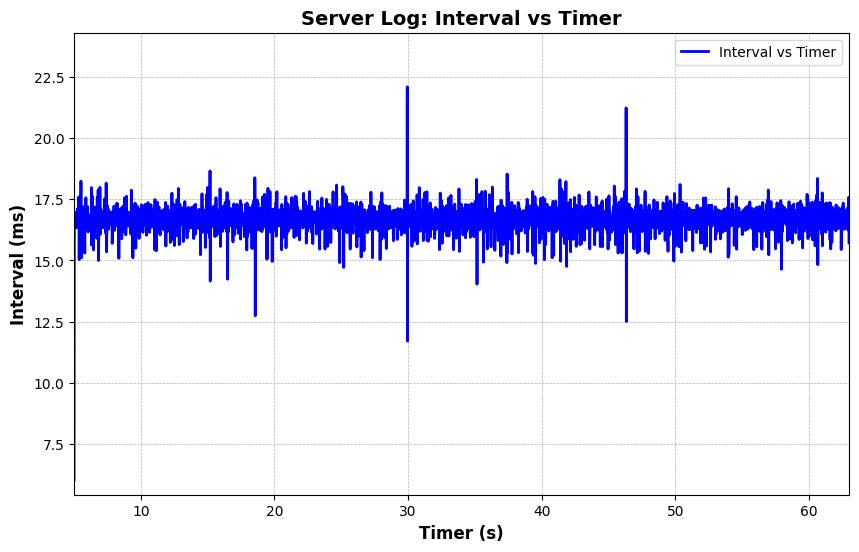 Server Log: Interval vs Timer
Interval vs Timer
22.5
20.0
17.5
15.0
12.5
10.0
7.5
Interval (ms)
10 20 30 40 50 60
Timer (s)